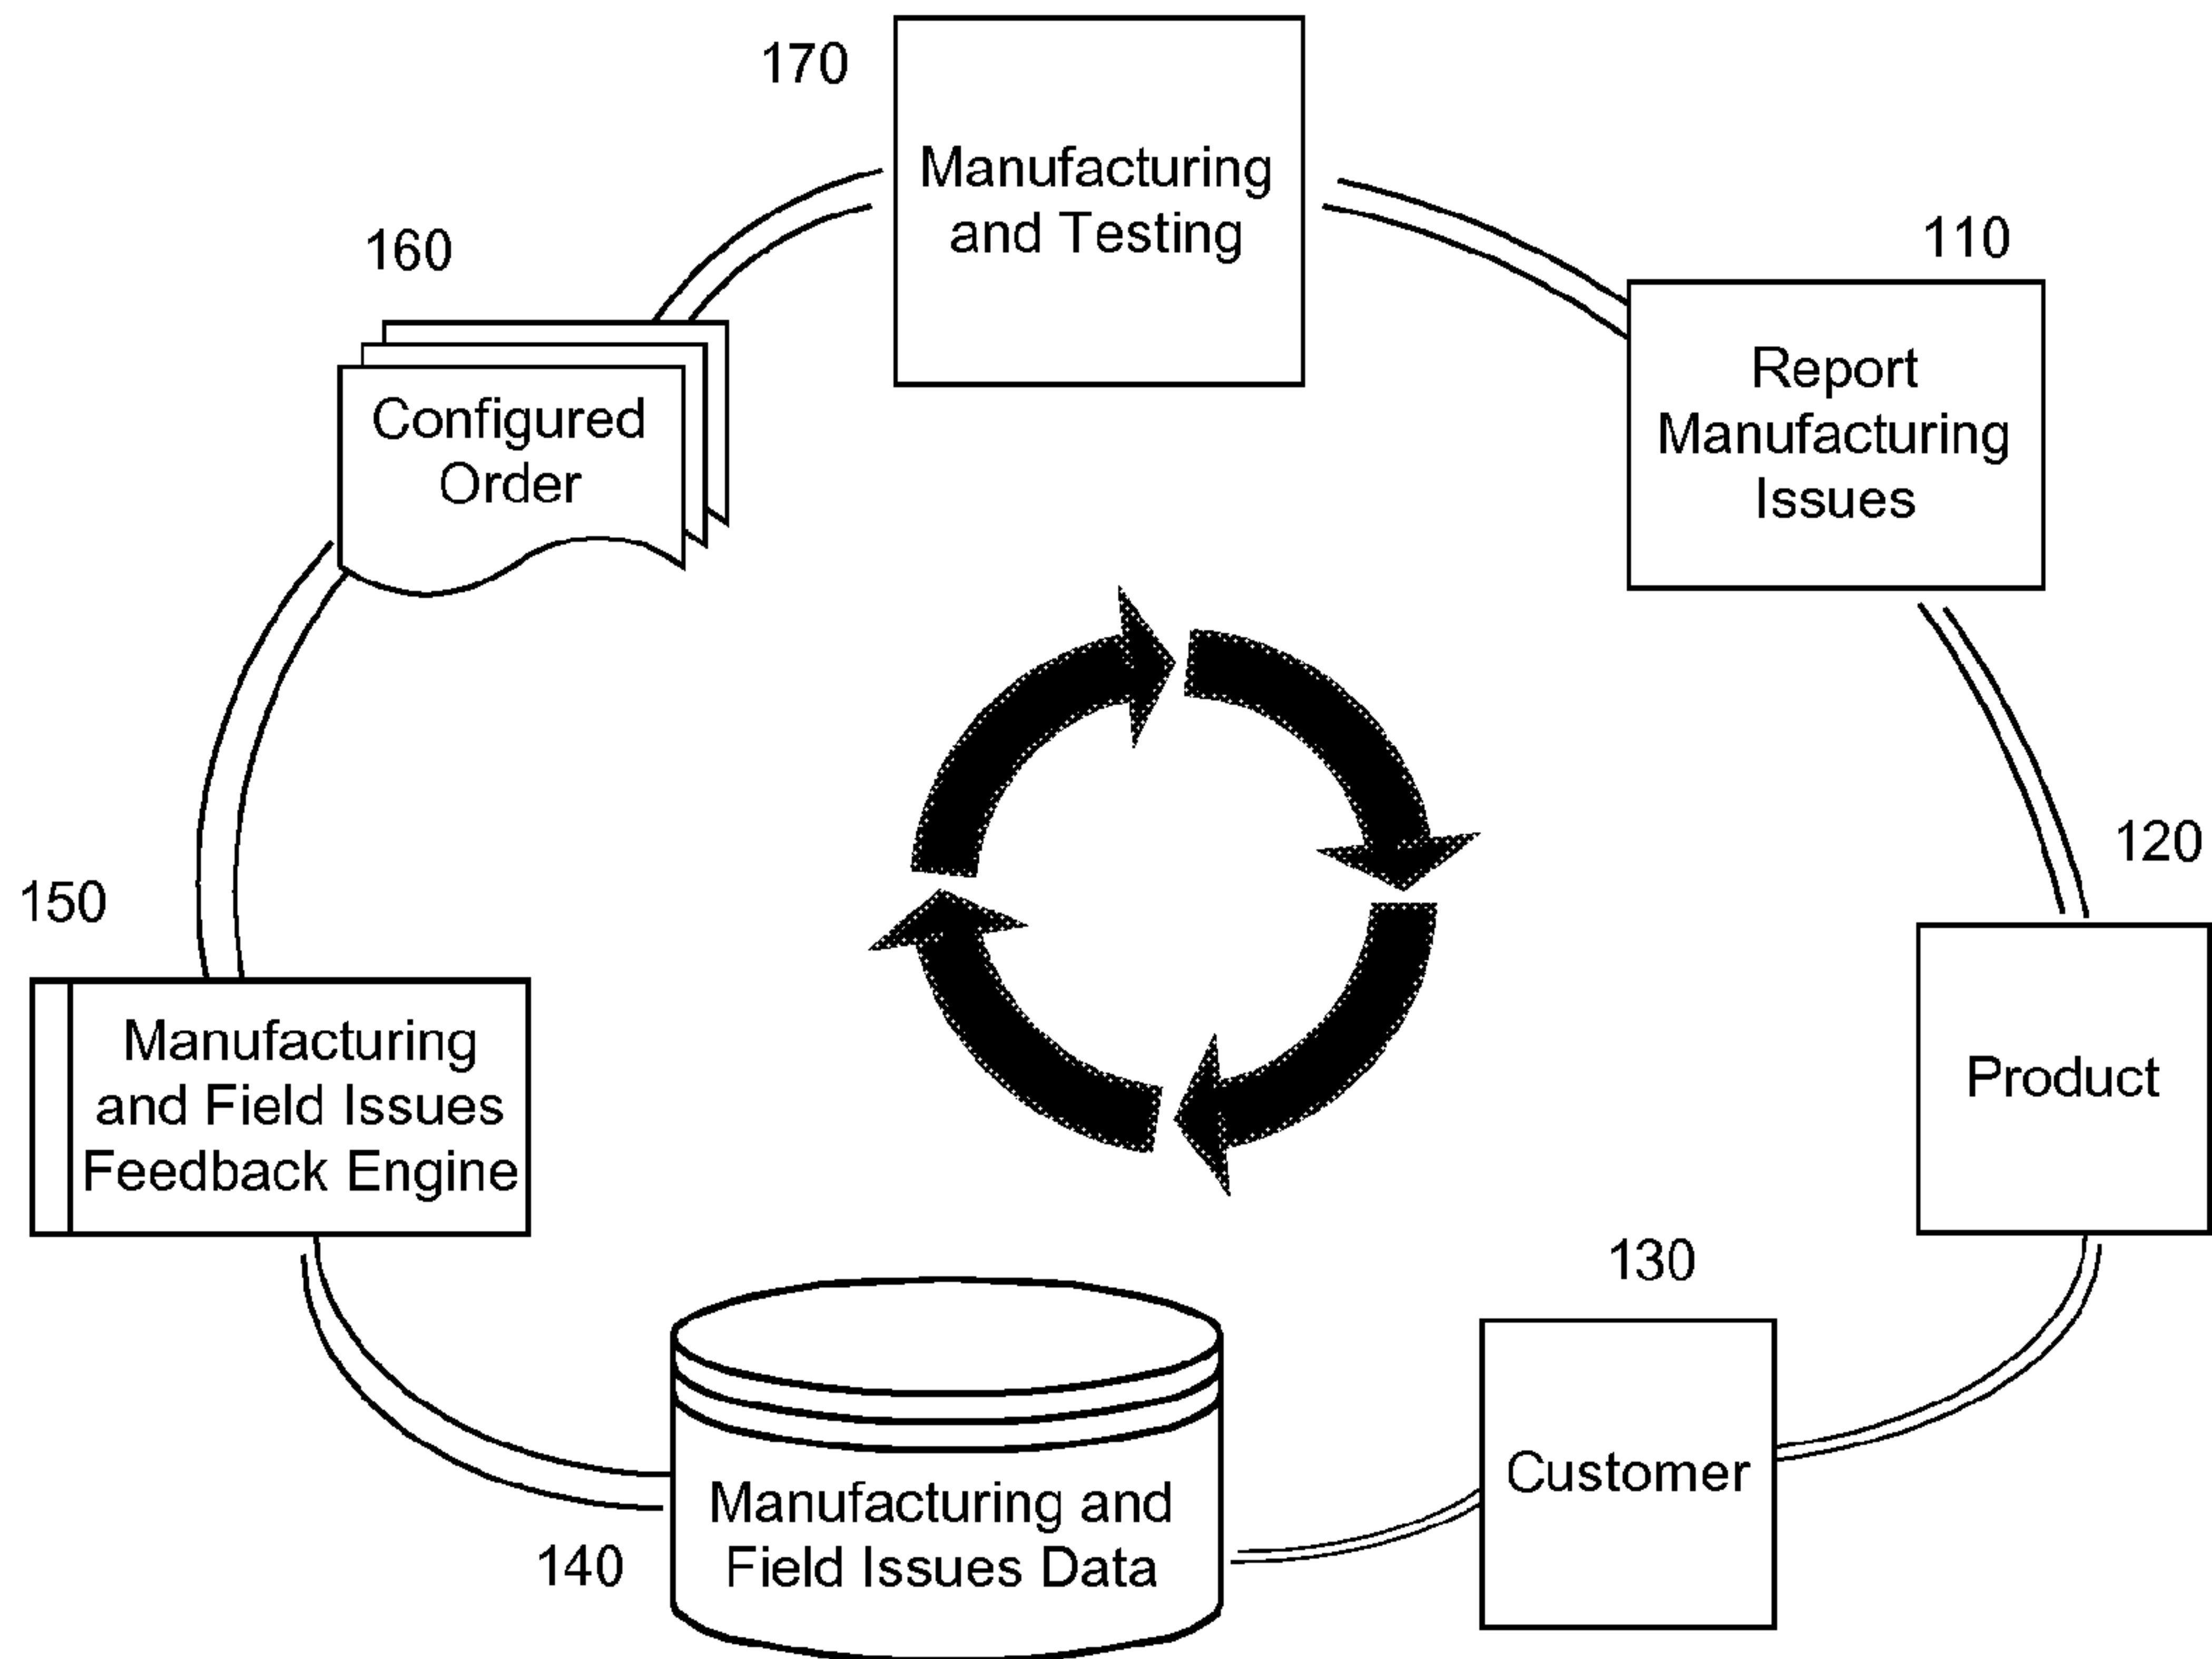 170
Manufacturing
and Testing
110
Report
Manufacturing
Issues
160
Configured
Order
120
Product
150
Manufacturing
and Field Issues
Feedback Engine
130
Customer
140
Manufacturing and
Field Issues Data